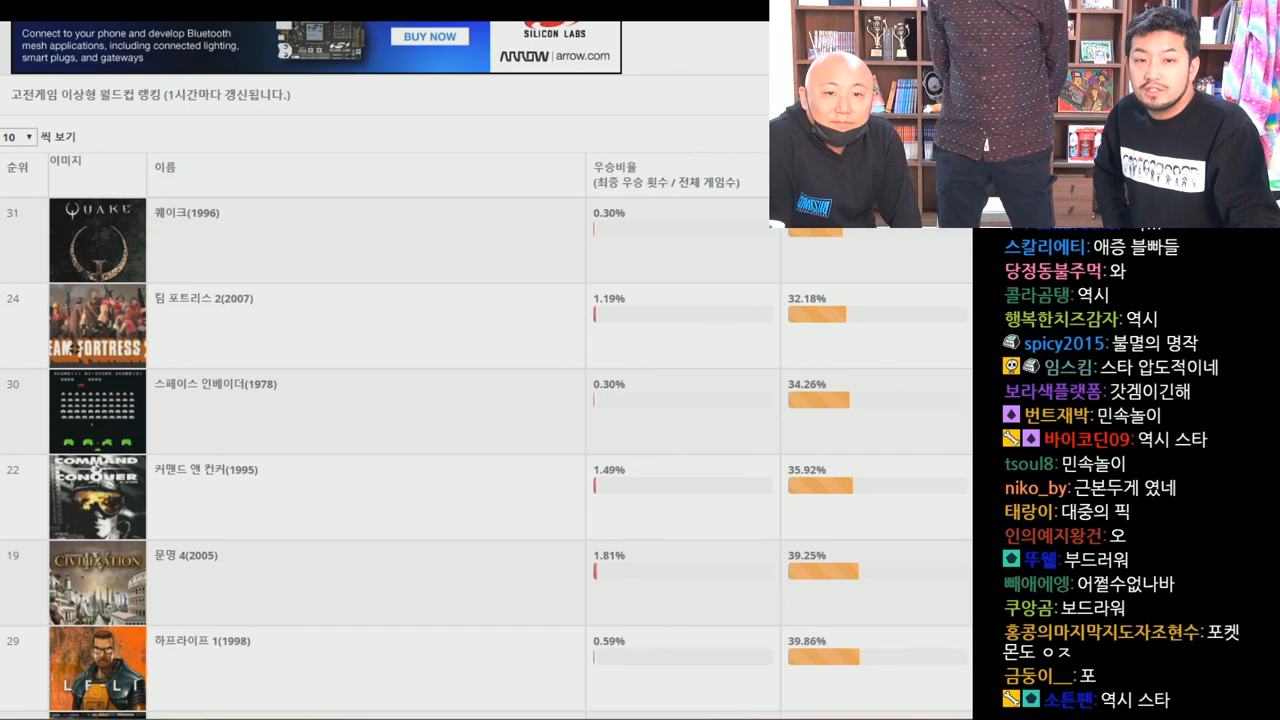 Connect to your phone and develop Bluetooth
mesh applications, including connected lighting,
smart plugs, and gateways
BUY NOW
SILICON LABS
ARROW | arrow.com
고전게임 이상형 월드컵 랭킹 (1시간마다 갱신됩니다.)
10 씩 보기
순위 이미지 이름 우승비율
(최종 우승 횟수 / 전체 게임수)
31 QUAKE 퀘이크(1996) 0.30%
24 팀 포트리스 2(2007) 1.19% 32.18%
EAM FORTRESS 2
30 스페이스 인베이더(1978) 0.30% 34.26%
22 커맨드 앤 컨커(1995) 1.49% 35.92%
COMMAND &
CONQUER
19 문명 4(2005) 1.81% 39.25%
CIVILIZATION
29 하프라이프 1(1998) 0.59% 39.86%
LF-LI
스칼리에티: 애증 블빠들
당정동불주먹: 와
콜라곰탱: 역시
행복한치즈감자: 역시
spicy2015: 불멸의 명작
임스킴: 스타 압도적이네
보라색플랫폼: 갓겜이긴해
번트재박: 민속놀이
바이코딘09: 역시 스타
tsoul8: 민속놀이
niko_by: 근본두게 였네
태랑이: 대중의 픽
인의예지왕건: 오
뚜웹: 부드러워
빼애에엥: 어쩔수없나바
쿠앙곰: 보드라워
홍콩의마지막지도자조현수: 포켓
몬도 ㅇㅈ
금둥이__: 포
소튼팬: 역시 스타